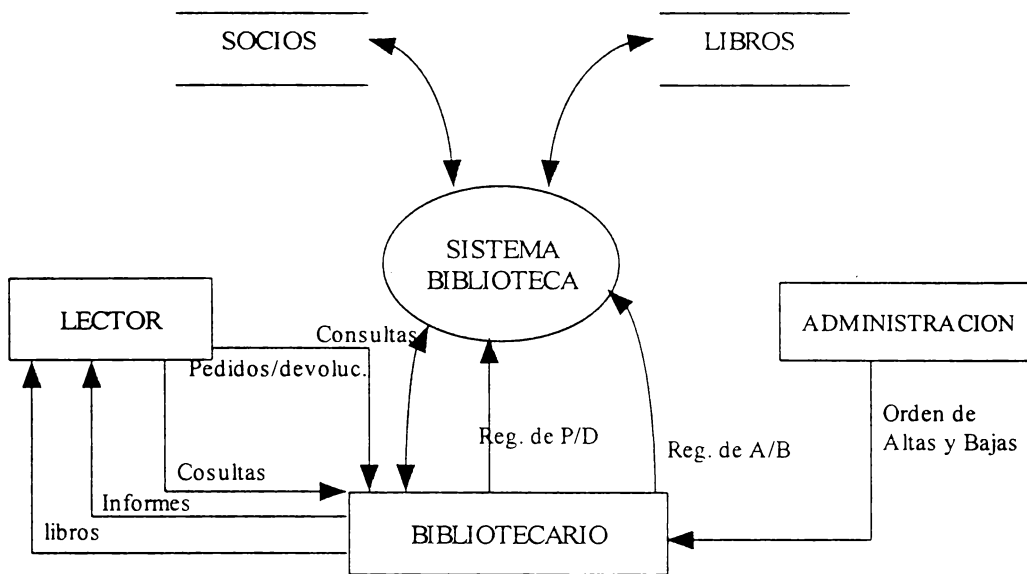 SOCIOS
LIBROS
SISTEMA
BIBLIOTECA
LECTOR
ADMINISTRACION
Consultas
Pedidos/devoluc.
Orden de
Altas y Bajas
Reg. de P/D
Reg. de A/B
Cosultas
Informes
libros
BIBLIOTECARIO